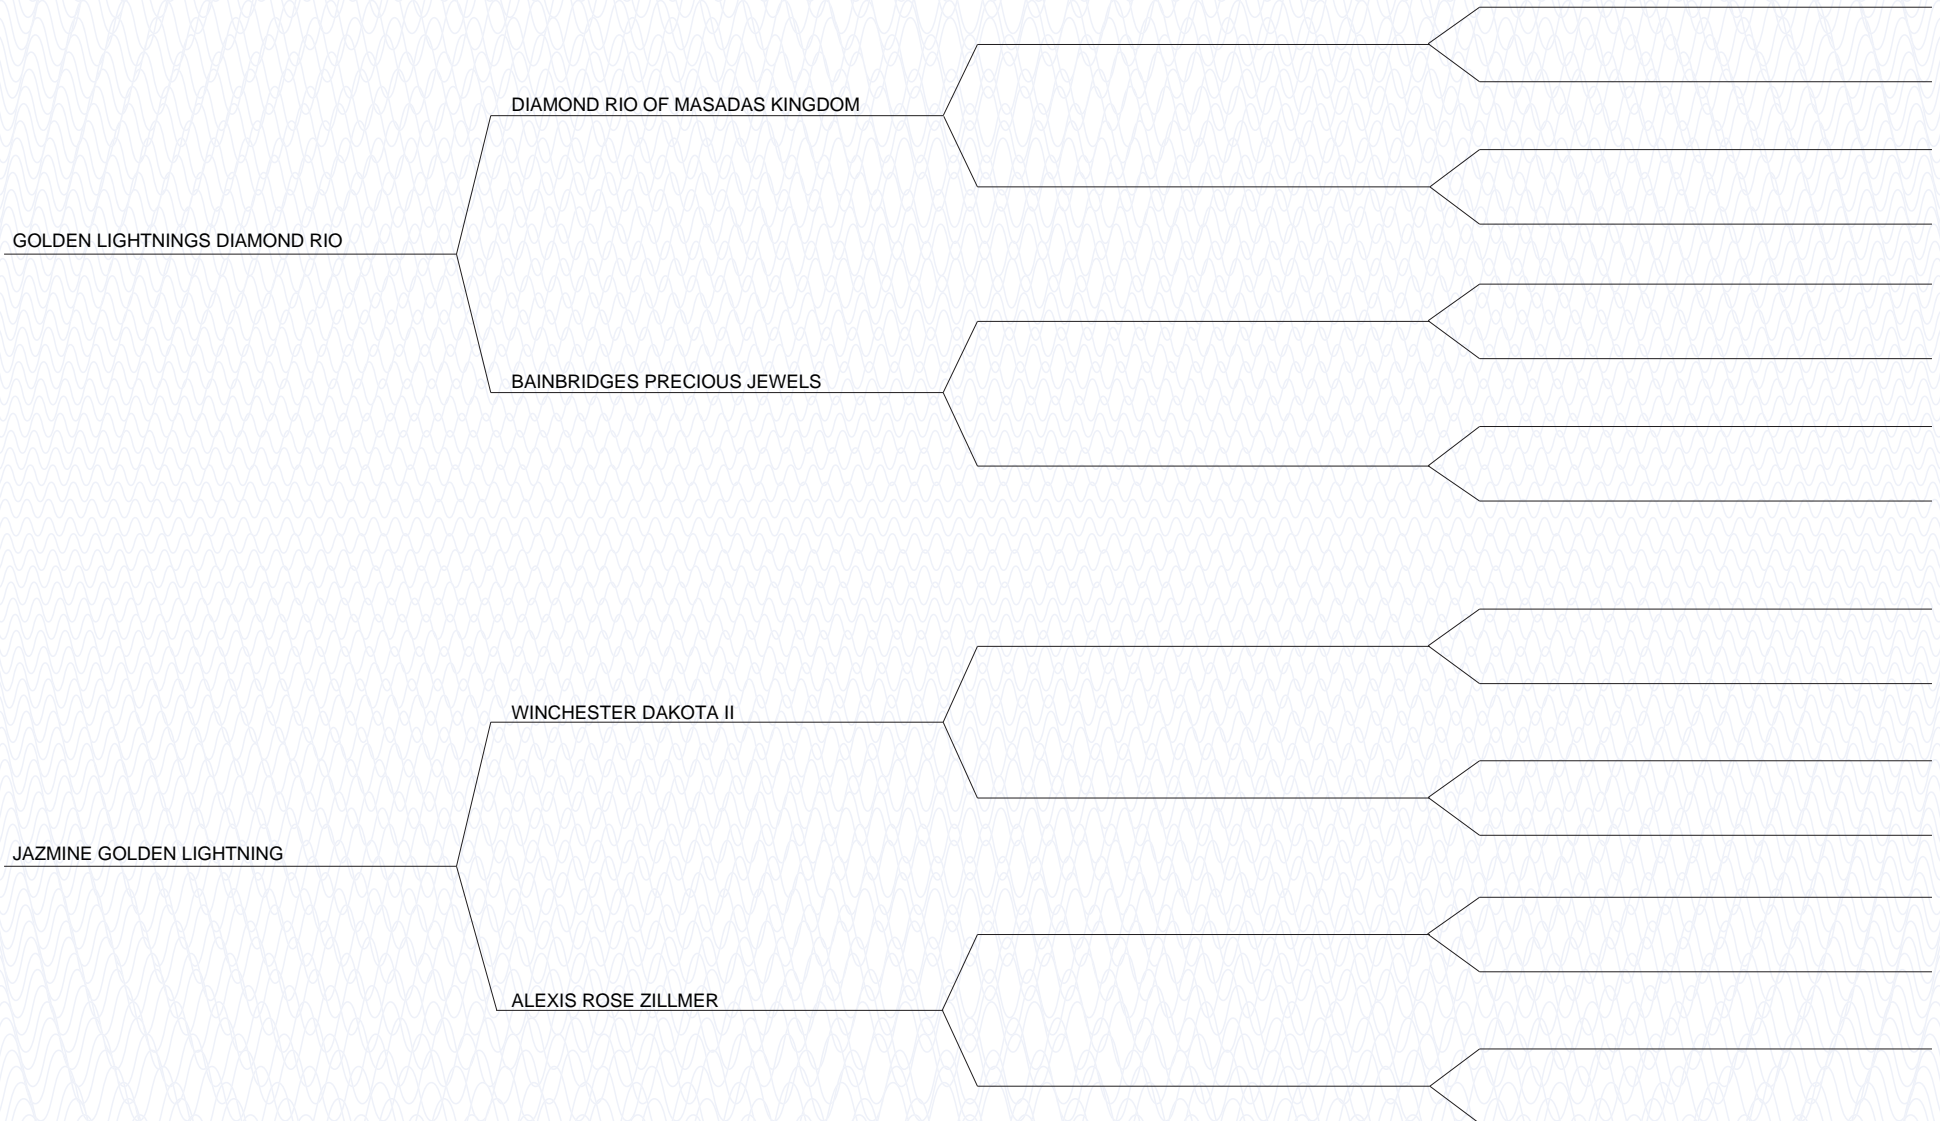 DIAMOND RIO OF MASADAS KINGDOM
GOLDEN LIGHTNINGS DIAMOND RIO
BAINBRIDGES PRECIOUS JEWELS
WINCHESTER DAKOTA II
JAZMINE GOLDEN LIGHTNING
ALEXIS ROSE ZILLMER